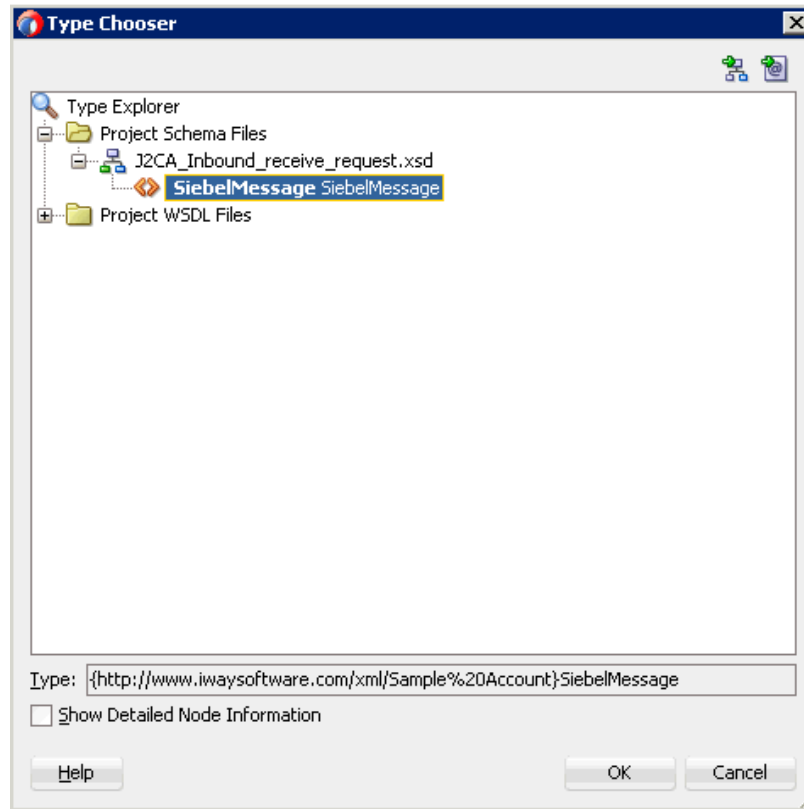 Type Chooser
Type Explorer
Project Schema Files
J2CA_Inbound_receive_request.xsd
SiebelMessage SiebelMessage
Project WSDL Files
Type: {http://www.iwaysoftware.com/xml/Sample%20Account}SiebelMessage
Show Detailed Node Information
Help OK Cancel